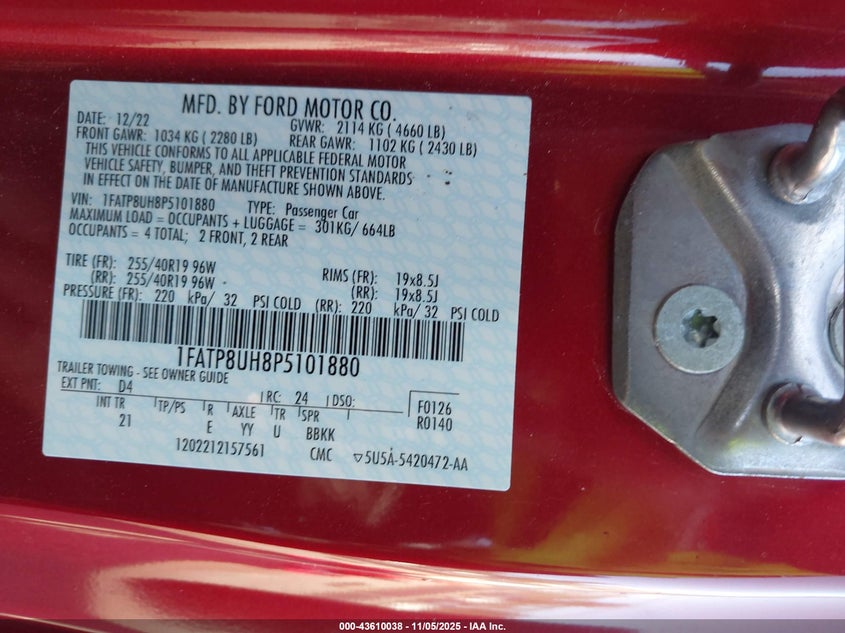 MFD. BY FORD MOTOR CO.
DATE: 12/22 GVWR: 2114 KG ( 4660 LB)
FRONT GAWR: 1034 KG ( 2280 LB) REAR GAWR: 1102 KG ( 2430 LB)
THIS VEHICLE CONFORMS TO ALL APPLICABLE FEDERAL MOTOR
VEHICLE SAFETY, BUMPER, AND THEFT PREVENTION STANDARDS
IN EFFECT ON THE DATE OF MANUFACTURE SHOWN ABOVE.
VIN: 1FATP8UH8P5101880 TYPE: Passenger Car
MAXIMUM LOAD = OCCUPANTS + LUGGAGE = 301KG/ 664LB
OCCUPANTS = 4 TOTAL; 2 FRONT, 2 REAR
TIRE (FR): 255/40R19 96W RIMS (FR): 19x8.5J
(RR): 255/40R19 96W (RR): 19x8.5J
PRESSURE (FR): 220 kPa/ 32 PSI COLD (RR): 220 kPa/ 32 PSI COLD
1FATP8UH8P5101880
TRAILER TOWING - SEE OWNER GUIDE
EXT PNT: D4 RC: 24 DSO: F0126
INT TR TP/PS R AXLE TR SPR R0140
21 E YY U BBKK
1202212157561 CMC ▽5U5A-5420472-AA
000-43610038 - 11/05/2025 - IAA Inc.